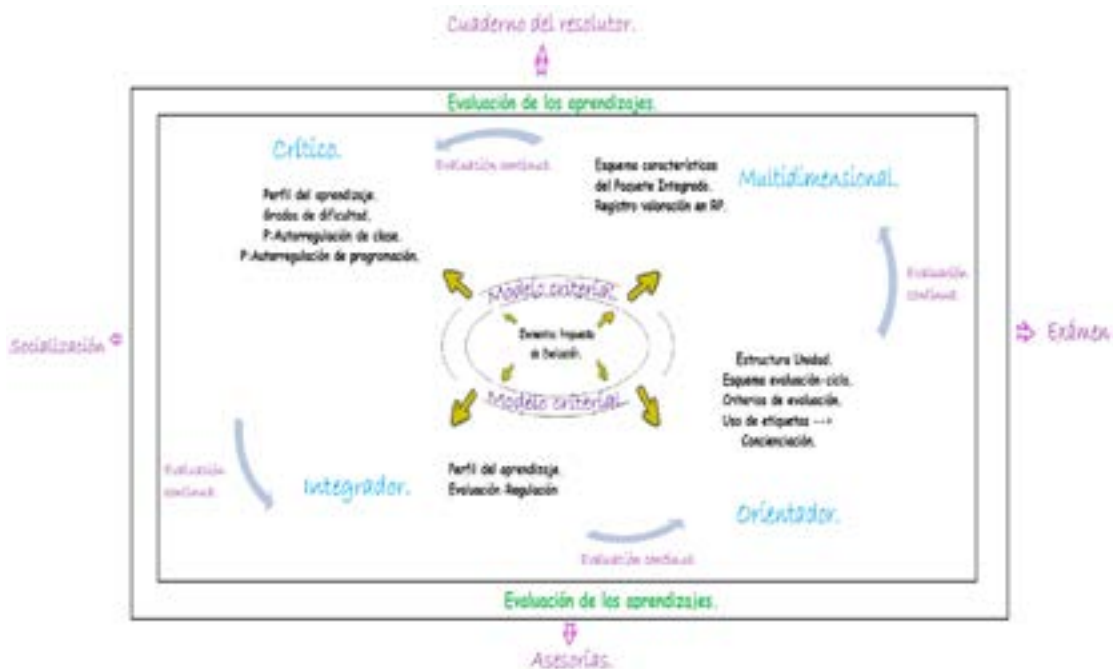 Cuaderno del resolutor.
Evaluación de los aprendizajes.
Crítico.
Evaluación continua
Perfil del aprendizaje.
Grados de dificultad.
P.Autorregulación de clase.
P.Autorregulación de programación.
Esquema características
del Paquete Integrado.
Registro valoración en RP.
Multidimensional.
Evaluación
continua
Modelo criterial.
Elementos Propuesta
de Evaluación.
Modelo criterial.
Socialización
Exámen
Estructura Unidad.
Esquema evaluación-ciclo.
Criterios de evaluación.
Uso de etiquetas -->
Concienciación.
Evaluación
continua
Integrador.
Perfil del aprendizaje.
Evaluación Regulación
Orientador.
Evaluación continua
Evaluación de los aprendizajes.
Asesorías.